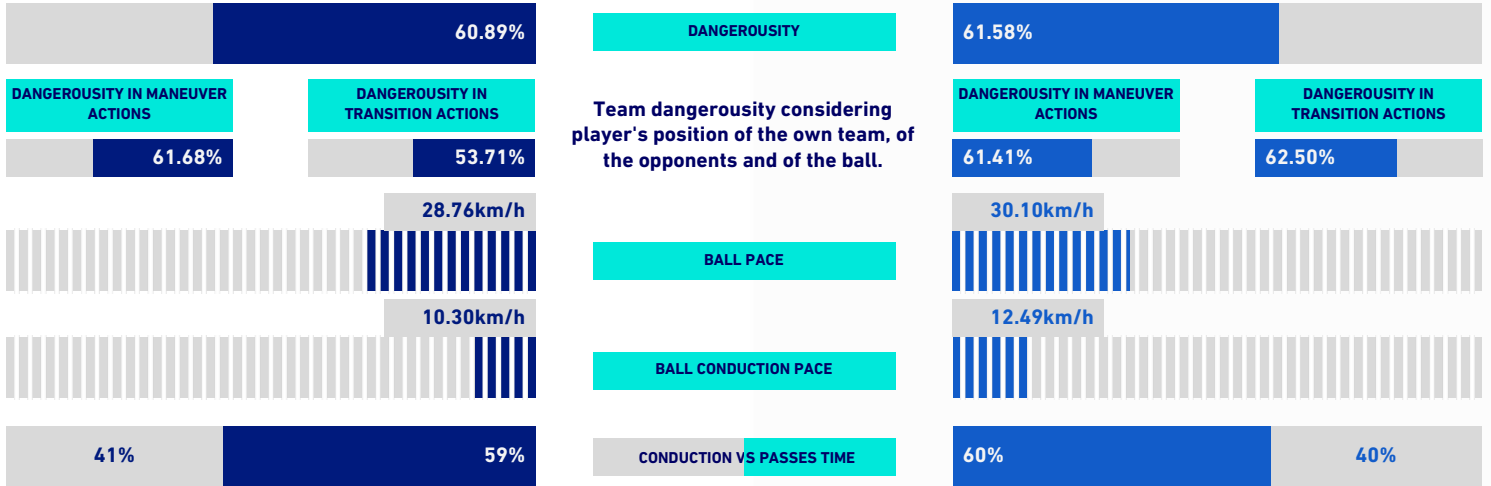 60.89%
DANGEROUSITY
61.58%
DANGEROUSITY IN MANEUVER
ACTIONS
DANGEROUSITY IN
TRANSITION ACTIONS
61.68%
53.71%
Team dangerousity considering
player's position of the own team, of
the opponents and of the ball.
DANGEROUSITY IN MANEUVER
ACTIONS
DANGEROUSITY IN
TRANSITION ACTIONS
61.41%
62.50%
28.76km/h
BALL PACE
30.10km/h
10.30km/h
BALL CONDUCTION PACE
12.49km/h
41%
59%
CONDUCTION VS PASSES TIME
60%
40%